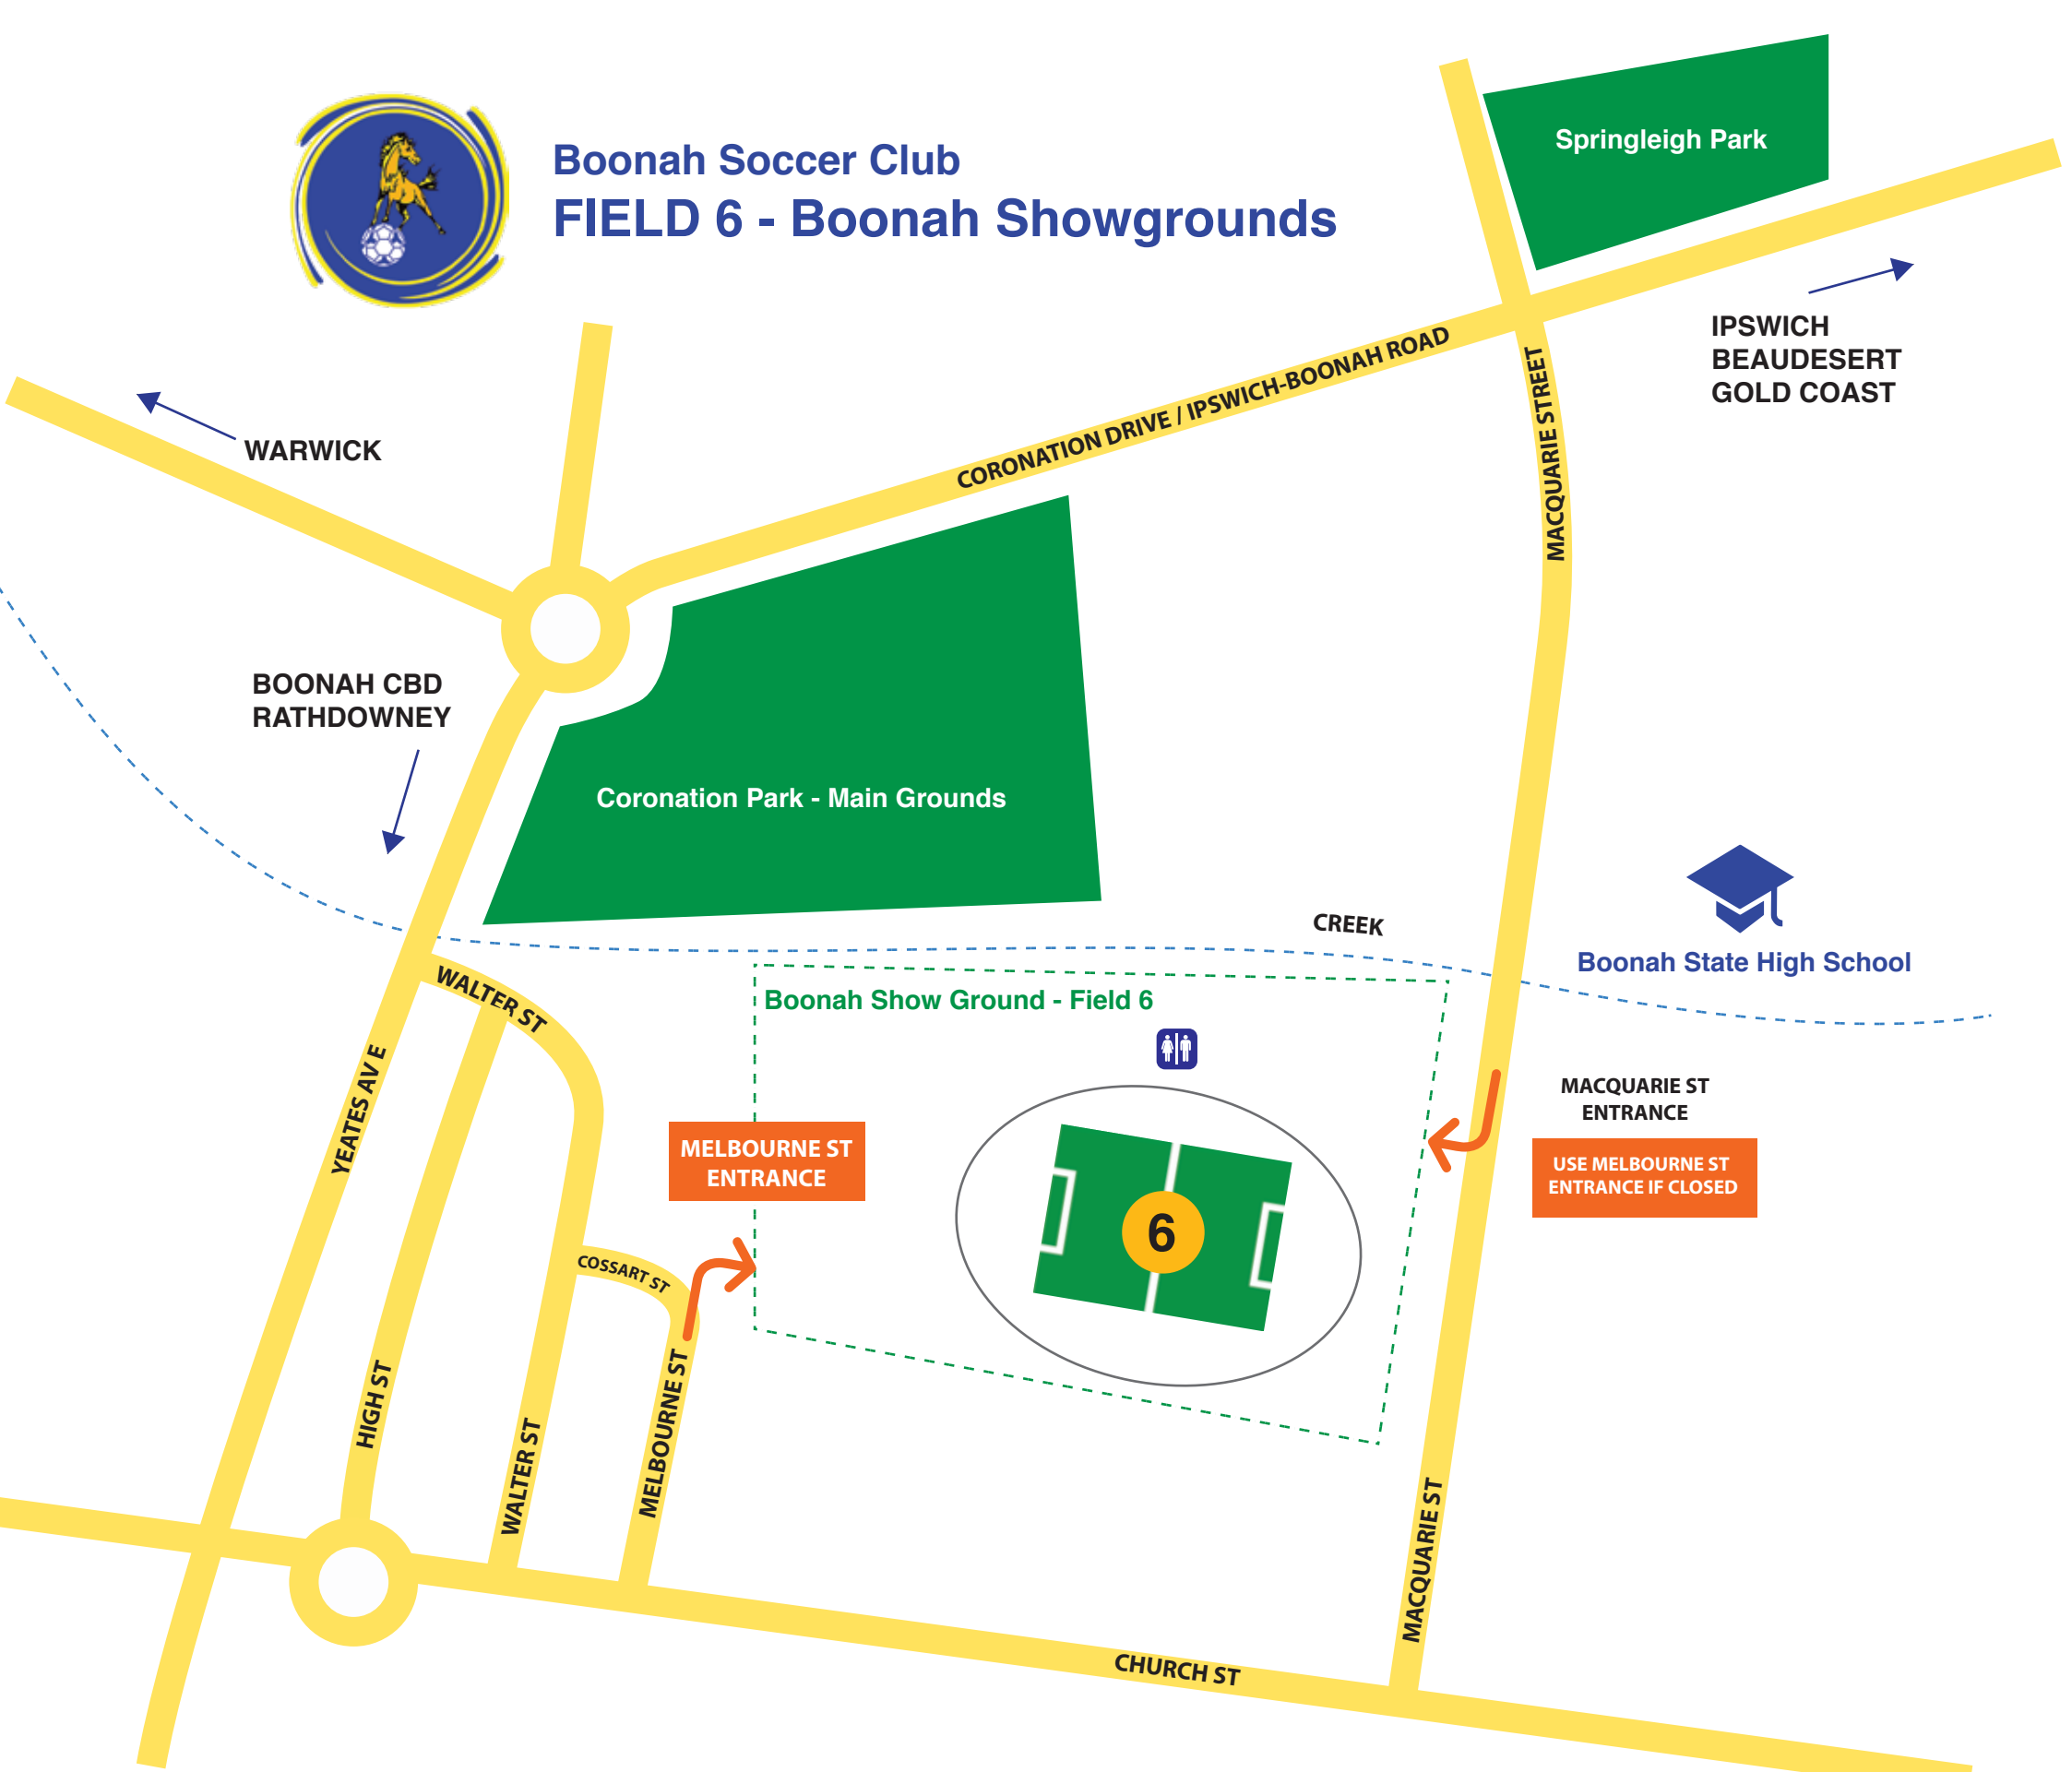 Boonah Soccer Club
FIELD 6 - Boonah Showgrounds
Springleigh Park
IPSWICH
BEAUDESERT
GOLD COAST
CORONATION DRIVE / IPSWICH-BOONAH ROAD
MACQUARIE STREET
WARWICK
BOONAH CBD
RATHDOWNEY
Coronation Park - Main Grounds
CREEK
Boonah State High School
WALTER ST
Boonah Show Ground - Field 6
YEATES AVE
MELBOURNE ST
ENTRANCE
MACQUARIE ST
ENTRANCE
USE MELBOURNE ST
ENTRANCE IF CLOSED
6
COSSART ST
HIGH ST
WALTER ST
MELBOURNE ST
MACQUARIE ST
CHURCH ST